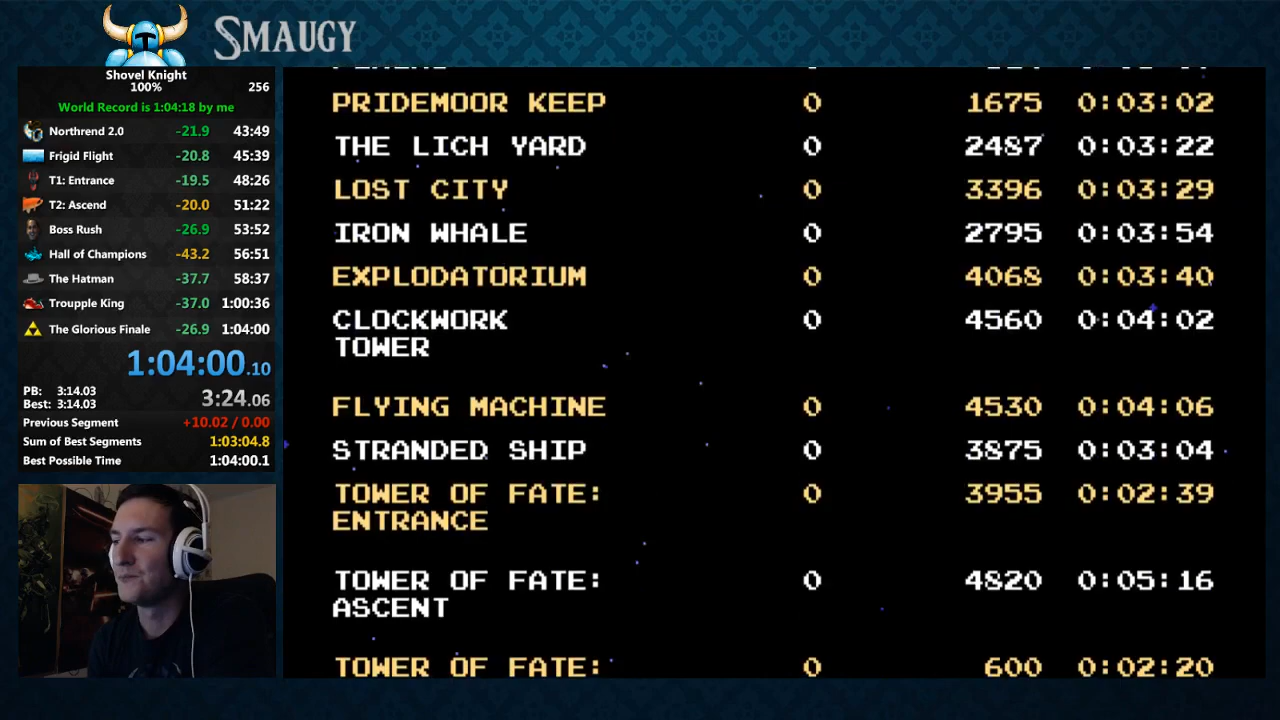 SMAUGY
Shovel Knight
100% 256
World Record is 1:04:18 by me
Northrend 2.0 -21.9 43:49
Frigid Flight -20.8 45:39
T1: Entrance -19.5 48:26
T2: Ascend -20.0 51:22
Boss Rush -26.9 53:52
Hall of Champions -43.2 56:51
The Hatman -37.7 58:37
Troupple King -37.0 1:00:36
The Glorious Finale -26.9 1:04:00
1:04:00.10
PB: 3:14.03
Best: 3:14.03
3:24.06
Previous Segment +10.02 / 0.00
Sum of Best Segments 1:03:04.8
Best Possible Time 1:04:00.1
PRIDEMOOR KEEP 0 1675 0:03:02
THE LICH YARD 0 2487 0:03:22
LOST CITY 0 3396 0:03:29
IRON WHALE 0 2795 0:03:54
EXPLODATORIUM 0 4068 0:03:40
CLOCKWORK 0 4560 0:04:02
TOWER
FLYING MACHINE 0 4530 0:04:06
STRANDED SHIP 0 3875 0:03:04
TOWER OF FATE: 0 3955 0:02:39
ENTRANCE
TOWER OF FATE: 0 4820 0:05:16
ASCENT
TOWER OF FATE: 0 600 0:02:20